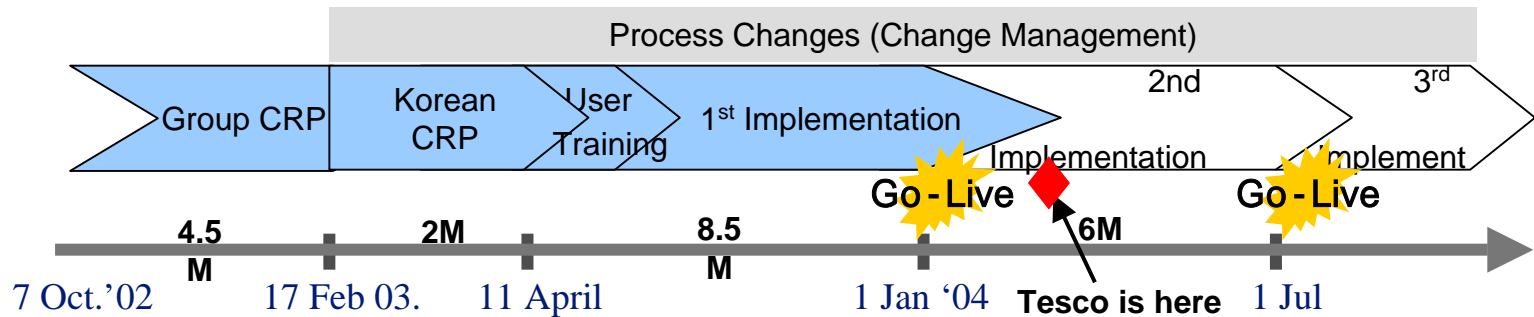 Process Changes (Change Management)
Group CRP
Korean
CRP
User
Training
1st Implementation
2nd
Implementation
3rd
Implement
Go - Live
Go - Live
4.5
M
2M
8.5
M
6M
7 Oct.’02
17 Feb 03.
11 April
1 Jan ‘04
Tesco is here
1 Jul